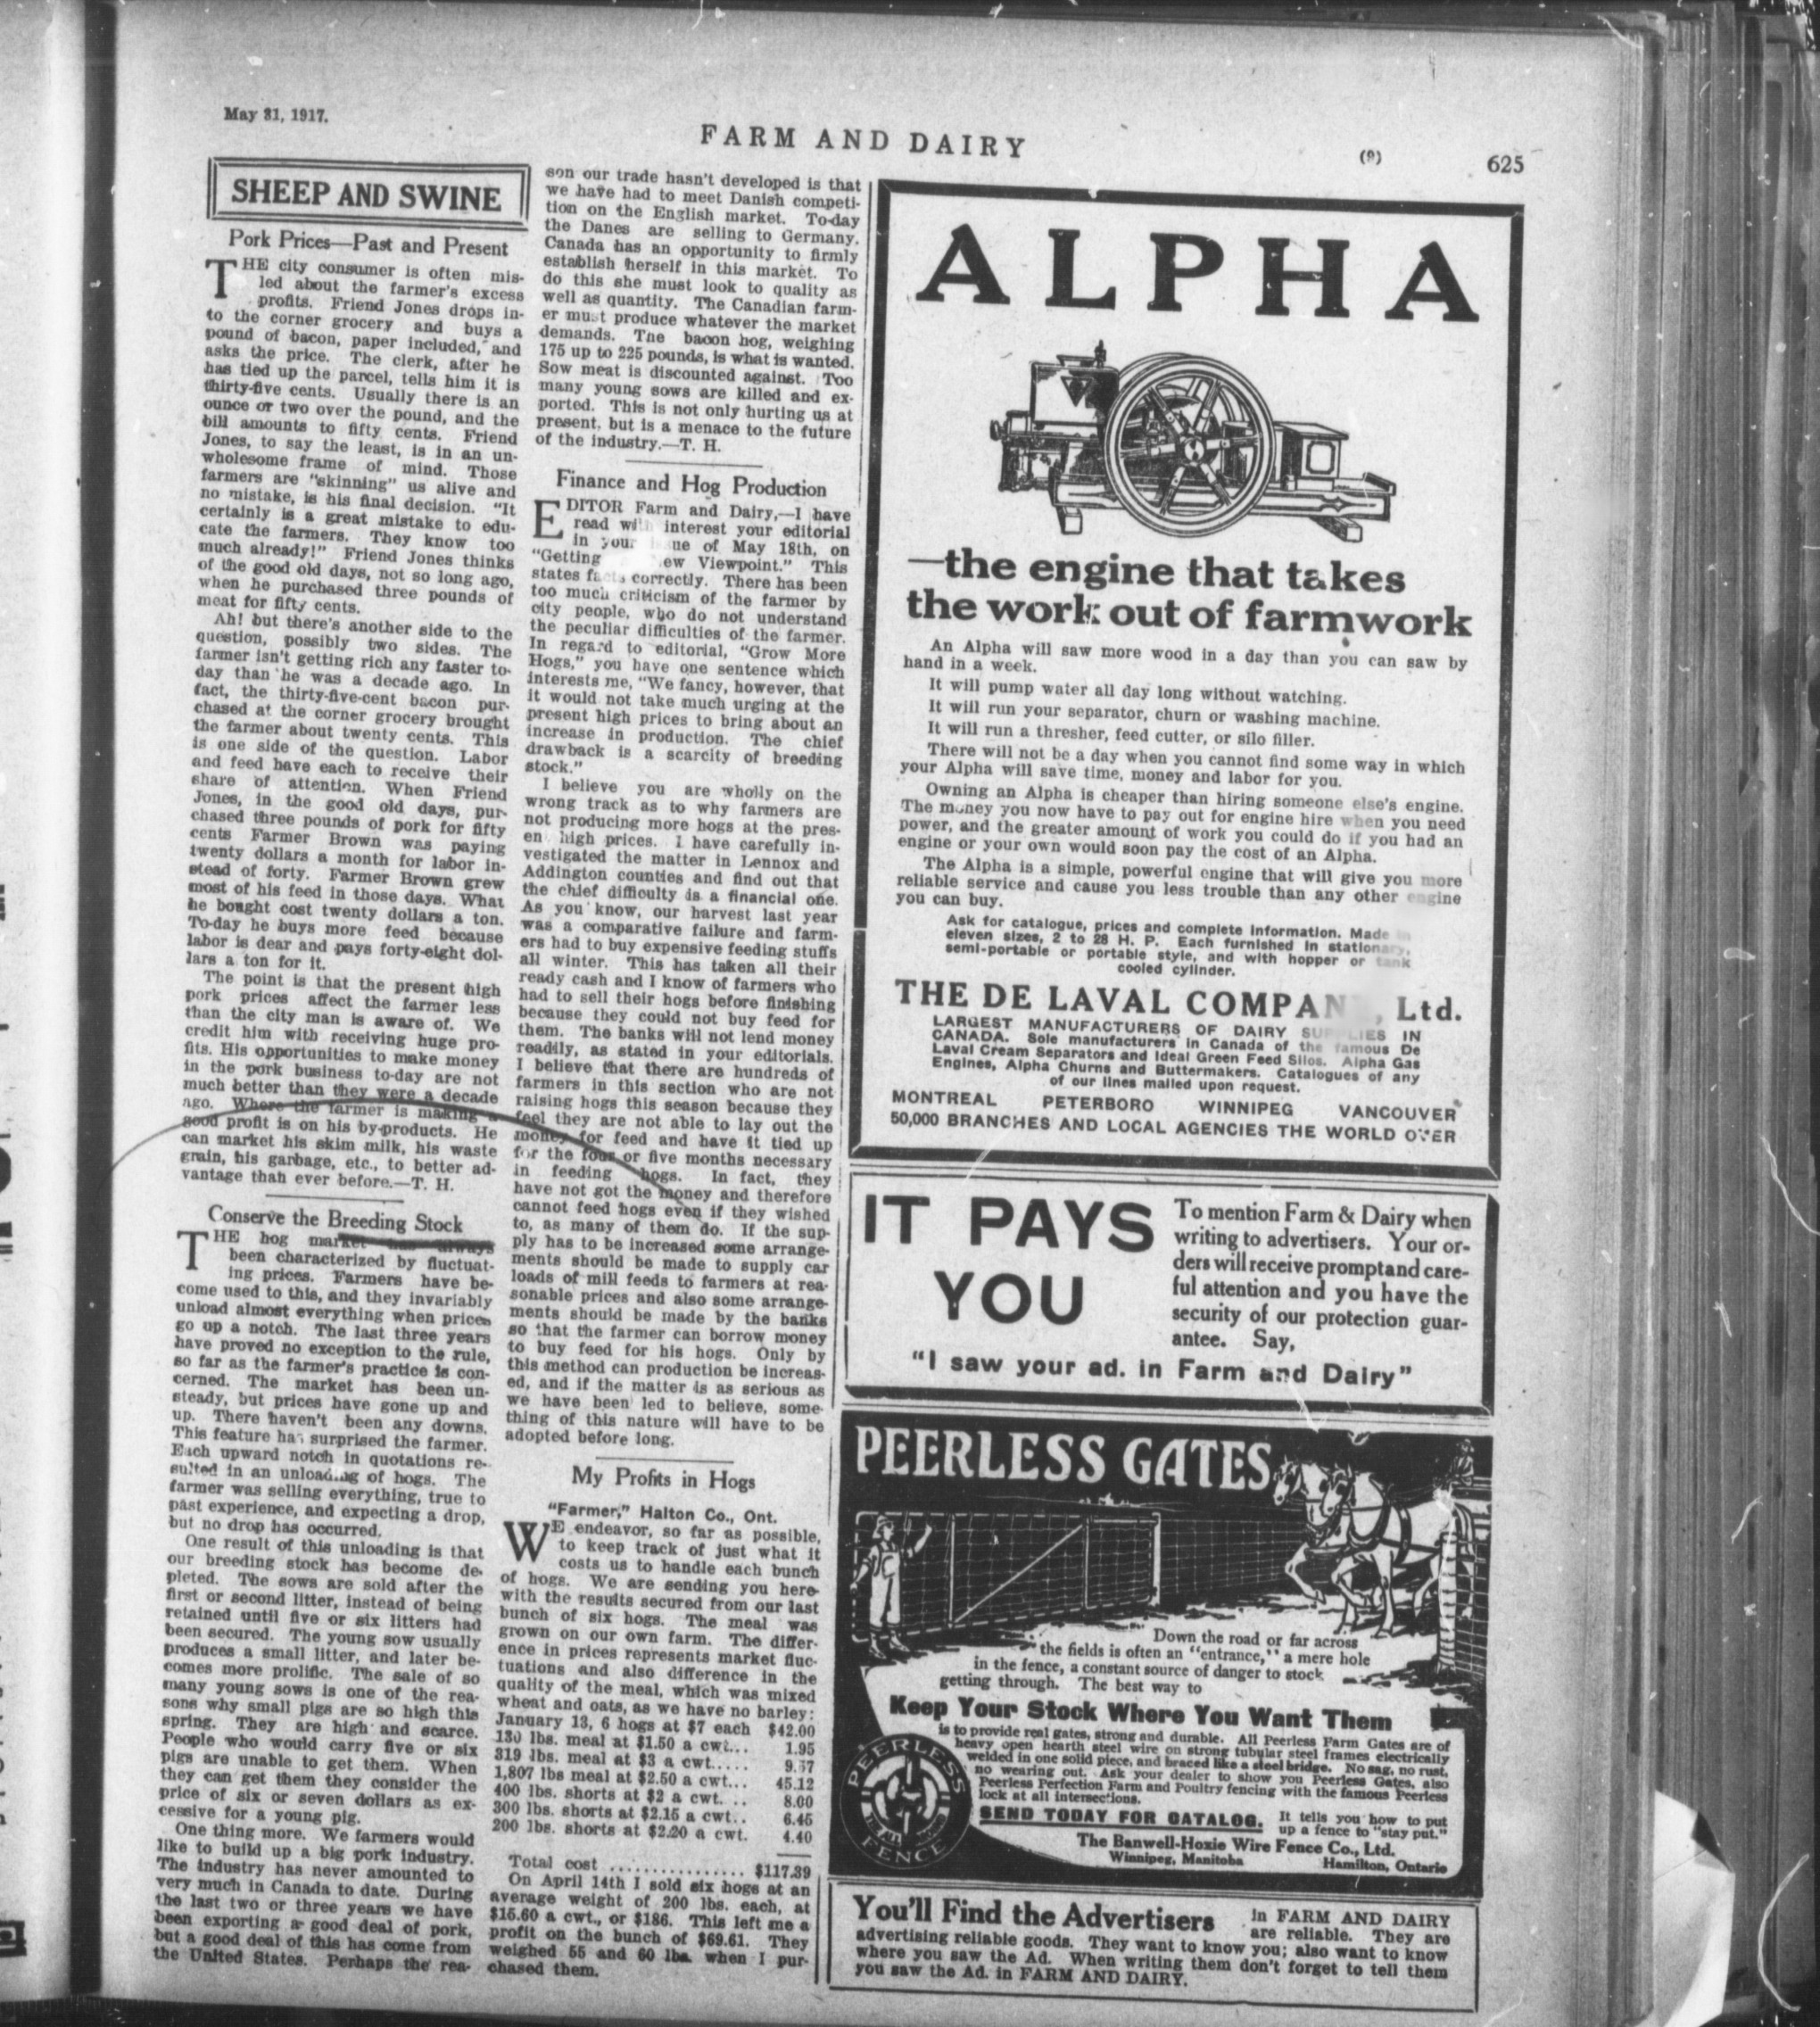 May 31, 1917.
FARM AND DAIRY
(9)
625
SHEEP AND SWINE
Pork Prices—Past and Present
THE city consumer is often mis-
led about the farmer's excess
profits. Friend Jones drops in-
to the corner grocery and buys a
pound of bacon, paper included, and
asks the price. The clerk, after he
has tied up the parcel, tells him it is
thirty-five cents. Usually there is an
ounce or two over the pound, and the
bill amounts to fifty cents. Friend
Jones, to say the least, is in an un-
wholesome frame of mind. Those
farmers are "skinning" us alive and
no mistake, is his final decision. "It
certainly is a great mistake to edu-
cate the farmers. They know too
much already!" Friend Jones thinks
of the good old days, not so long ago,
when he purchased three pounds of
meat for fifty cents.
Ah! but there's another side to the
question, possibly two sides. The
farmer isn't getting rich any faster to-
day than he was a decade ago. In
fact, the thirty-five-cent bacon pur-
chased at the corner grocery brought
the farmer about twenty cents. This
is one side of the question. Labor
and feed have each to receive their
share of attention. When Friend
Jones, in the good old days, pur-
chased three pounds of pork for fifty
cents Farmer Brown was paying
twenty dollars a month for labor in-
stead of forty. Farmer Brown grew
most of his feed in those days. What
he bought cost twenty dollars a ton.
To-day he buys more feed because
labor is dear and pays forty-eight dol-
lars a ton for it.
The point is that the present high
pork prices affect the farmer less
than the city man is aware of. We
credit him with receiving huge pro-
fits. His opportunities to make money
in the pork business to-day are not
much better than they were a decade
ago. Where the farmer is making a
good profit is on his by-products. He
can market his skim milk, his waste
grain, his garbage, etc., to better ad-
vantage than ever before.—T. H.
Conserve the Breeding Stock
THE hog market has always
been characterized by fluctuat-
ing prices. Farmers have be-
come used to this, and they invariably
unload almost everything when prices
go up a notch. The last three years
have proved no exception to the rule,
so far as the farmer's practice is con-
cerned. The market has been un-
steady, but prices have gone up and
up. There haven't been any downs.
This feature has surprised the farmer.
Each upward notch in quotations re-
sulted in an unloading of hogs. The
farmer was selling everything, true to
past experience, and expecting a drop,
but no drop has occurred.
One result of this unloading is that
our breeding stock has become de-
pleted. The sows are sold after the
first or second litter, instead of being
retained until five or six litters had
been secured. The young sow usually
produces a small litter, and later be-
comes more prolific. The sale of so
many young sows is one of the rea-
sons why small pigs are so high this
spring. They are high and scarce.
People who would carry five or six
pigs are unable to get them. When
they can get them they consider the
price of six or seven dollars as ex-
cessive for a young pig.
One thing more. We farmers would
like to build up a big pork industry.
The industry has never amounted to
very much in Canada to date. During
the last two or three years we have
been exporting a good deal of pork,
but a good deal of this has come from
the United States. Perhaps the rea-
son our trade hasn't developed is that
we have had to meet Danish competi-
tion on the English market. To-day
the Danes are selling to Germany.
Canada has an opportunity to firmly
establish herself in this market. To
do this she must look to quality as
well as quantity. The Canadian farm-
er must produce whatever the market
demands. The bacon hog, weighing
175 up to 225 pounds, is what is wanted.
Sow meat is discounted against. Too
many young sows are killed and ex-
ported. This is not only hurting us at
present, but is a menace to the future
of the industry.—T. H.
Finance and Hog Production
EDITOR Farm and Dairy,—I have
read with interest your editorial
in your issue of May 18th, on
"Getting ew Viewpoint." This
states facts correctly. There has been
too much criticism of the farmer by
city people, who do not understand
the peculiar difficulties of the farmer.
In regard to editorial, "Grow More
Hogs," you have one sentence which
interests me, "We fancy, however, that
it would not take much urging at the
present high prices to bring about an
increase in production. The chief
drawback is a scarcity of breeding
stock."
I believe you are wholly on the
wrong track as to why farmers are
not producing more hogs at the pres-
en high prices. I have carefully in-
vestigated the matter in Lennox and
Addington counties and find out that
the chief difficulty is a financial one.
As you know, our harvest last year
was a comparative failure and farm-
ers had to buy expensive feeding stuffs
all winter. This has taken all their
ready cash and I know of farmers who
had to sell their hogs before finishing
because they could not buy feed for
them. The banks will not lend money
readily, as stated in your editorials.
I believe that there are hundreds of
farmers in this section who are not
raising hogs this season because they
feel they are not able to lay out the
money for feed and have it tied up
for the four or five months necessary
in feeding hogs. In fact, they
have not got the money and therefore
cannot feed hogs even if they wished
to, as many of them do. If the sup-
ply has to be increased some arrange-
ments should be made to supply car
loads of mill feeds to farmers at rea-
sonable prices and also some arrange-
ments should be made by the banks
so that the farmer can borrow money
to buy feed for his hogs. Only by
this method can production be increas-
ed, and if the matter is as serious as
we have been led to believe, some-
thing of this nature will have to be
adopted before long.
My Profits in Hogs
"Farmer," Halton Co., Ont.
WE endeavor, so far as possible,
to keep track of just what it
costs us to handle each bunch
of hogs. We are sending you here-
with the results secured from our last
bunch of six hogs. The meal was
grown on our own farm. The differ-
ence in prices represents market fluc-
tuations and also difference in the
quality of the meal, which was mixed
wheat and oats, as we have no barley:
January 13, 6 hogs at $7 each $42.00
130 lbs. meal at $1.50 a cwt... 1.95
319 lbs. meal at $3 a cwt..... 9.57
1,807 lbs meal at $2.50 a cwt... 45.12
400 lbs. shorts at $2 a cwt. .. 8.00
300 lbs. shorts at $2.15 a cwt.. 6.45
200 lbs. shorts at $2.20 a cwt. 4.40
Total cost ................ $117.39
On April 14th I sold six hogs at an
average weight of 200 lbs. each, at
$15.60 a cwt., or $186. This left me a
profit on the bunch of $69.61. They
weighed 55 and 60 lbs. when I pur-
chased them.
ALPHA
—the engine that takes
the work out of farmwork
An Alpha will saw more wood in a day than you can saw by
hand in a week.
It will pump water all day long without watching.
It will run your separator, churn or washing machine.
It will run a thresher, feed cutter, or silo filler.
There will not be a day when you cannot find some way in which
your Alpha will save time, money and labor for you.
Owning an Alpha is cheaper than hiring someone else's engine.
The money you now have to pay out for engine hire when you need
power, and the greater amount of work you could do if you had an
engine or your own would soon pay the cost of an Alpha.
The Alpha is a simple, powerful engine that will give you more
reliable service and cause you less trouble than any other engine
you can buy.
Ask for catalogue, prices and complete information. Made in
eleven sizes, 2 to 28 H. P. Each furnished in stationary,
semi-portable or portable style, and with hopper or tank
cooled cylinder.
THE DE LAVAL COMPANY, Ltd.
LARGEST MANUFACTURERS OF DAIRY SUPPLIES IN
CANADA. Sole manufacturers in Canada of the famous De
Laval Cream Separators and Ideal Green Feed Silos. Alpha Gas
Engines, Alpha Churns and Buttermakers. Catalogues of any
of our lines mailed upon request.
MONTREAL PETERBORO WINNIPEG VANCOUVER
50,000 BRANCHES AND LOCAL AGENCIES THE WORLD OVER
IT PAYS
YOU
To mention Farm & Dairy when
writing to advertisers. Your or-
ders will receive prompt and care-
ful attention and you have the
security of our protection guar-
antee. Say,
"I saw your ad. in Farm and Dairy"
PEERLESS GATES
Down the road or far across
the fields is often an "entrance," a mere hole
in the fence, a constant source of danger to stock
getting through. The best way to
Keep Your Stock Where You Want Them
is to provide real gates, strong and durable. All Peerless Farm Gates are of
heavy open hearth steel wire on strong tubular steel frames electrically
welded in one solid piece, and braced like a steel bridge. No sag, no rust,
no wearing out. Ask your dealer to show you Peerless Gates, also
Peerless Perfection Farm and Poultry fencing with the famous Peerless
lock at all intersections.
SEND TODAY FOR CATALOG. It tells you how to put
up a fence to "stay put."
The Banwell-Hoxie Wire Fence Co., Ltd.
Winnipeg, Manitoba Hamilton, Ontario
PEERLESS
FENCE
You'll Find the Advertisers in FARM AND DAIRY
are reliable. They are
advertising reliable goods. They want to know you; also want to know
where you saw the Ad. When writing them don't forget to tell them
you saw the Ad. in FARM AND DAIRY.